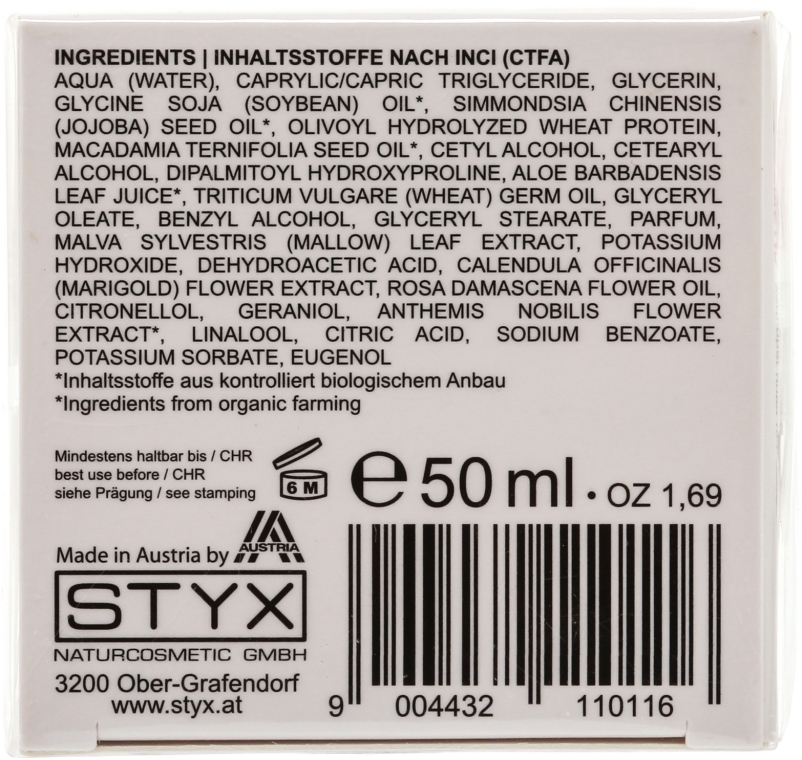 INGREDIENTS | INHALTSSTOFFE NACH INCI (CTFA)
AQUA (WATER), CAPRYLIC/CAPRIC TRIGLYCERIDE, GLYCERIN,
GLYCINE SOJA (SOYBEAN) OIL*, SIMMONDSIA CHINENSIS
(JOJOBA) SEED OIL*, OLIVOYL HYDROLYZED WHEAT PROTEIN,
MACADAMIA TERNIFOLIA SEED OIL*, CETYL ALCOHOL, CETEARYL
ALCOHOL, DIPALMITOYL HYDROXYPROLINE, ALOE BARBADENSIS
LEAF JUICE*, TRITICUM VULGARE (WHEAT) GERM OIL, GLYCERYL
OLEATE, BENZYL ALCOHOL, GLYCERYL STEARATE, PARFUM,
MALVA SYLVESTRIS (MALLOW) LEAF EXTRACT, POTASSIUM
HYDROXIDE, DEHYDROACETIC ACID, CALENDULA OFFICINALIS
(MARIGOLD) FLOWER EXTRACT, ROSA DAMASCENA FLOWER OIL,
CITRONELLOL, GERANIOL, ANTHEMIS NOBILIS FLOWER
EXTRACT*, LINALOOL, CITRIC ACID, SODIUM BENZOATE,
POTASSIUM SORBATE, EUGENOL
*Inhaltsstoffe aus kontrolliert biologischem Anbau
*Ingredients from organic farming
Mindestens haltbar bis / CHR
best use before / CHR
siehe Prägung / see stamping
6 M
℮ 50 ml · OZ 1,69
Made in Austria by
AUSTRIA
STYX
NATURCOSMETIC GMBH
3200 Ober-Grafendorf
www.styx.at
9 004432 110116